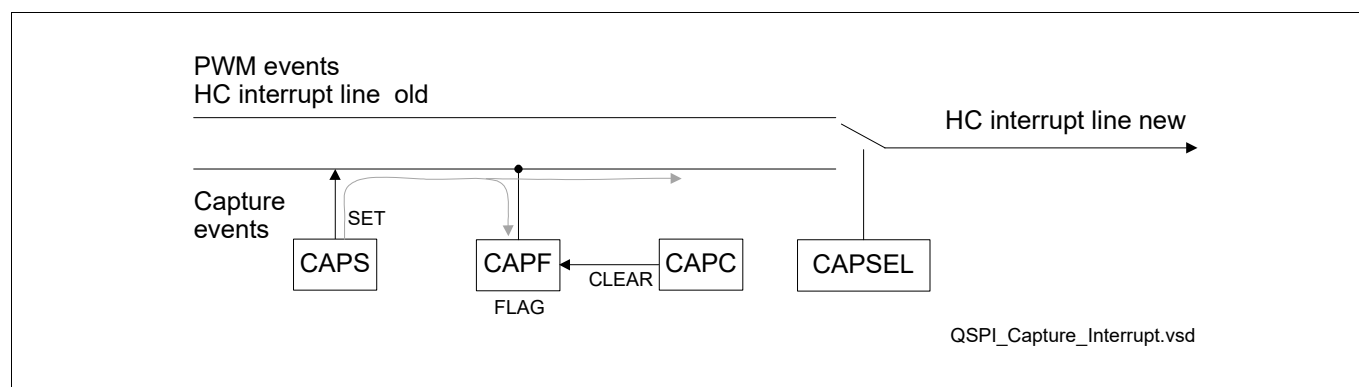 PWM events
HC interrupt line old
HC interrupt line new
Capture
events
SET
CAPS
CAPF
CLEAR
CAPC
CAPSEL
FLAG
QSPI_Capture_Interrupt.vsd